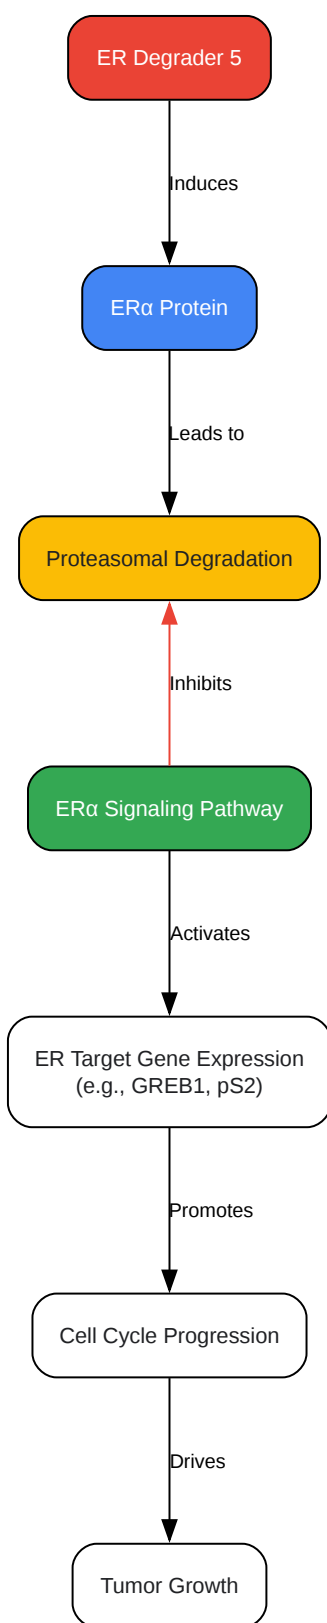 ER Degrader 5
Induces
ERα Protein
Leads to
Proteasomal Degradation
Inhibits
ERα Signaling Pathway
Activates
ER Target Gene Expression
(e.g., GREB1, pS2)
Promotes
Cell Cycle Progression
Drives
Tumor Growth